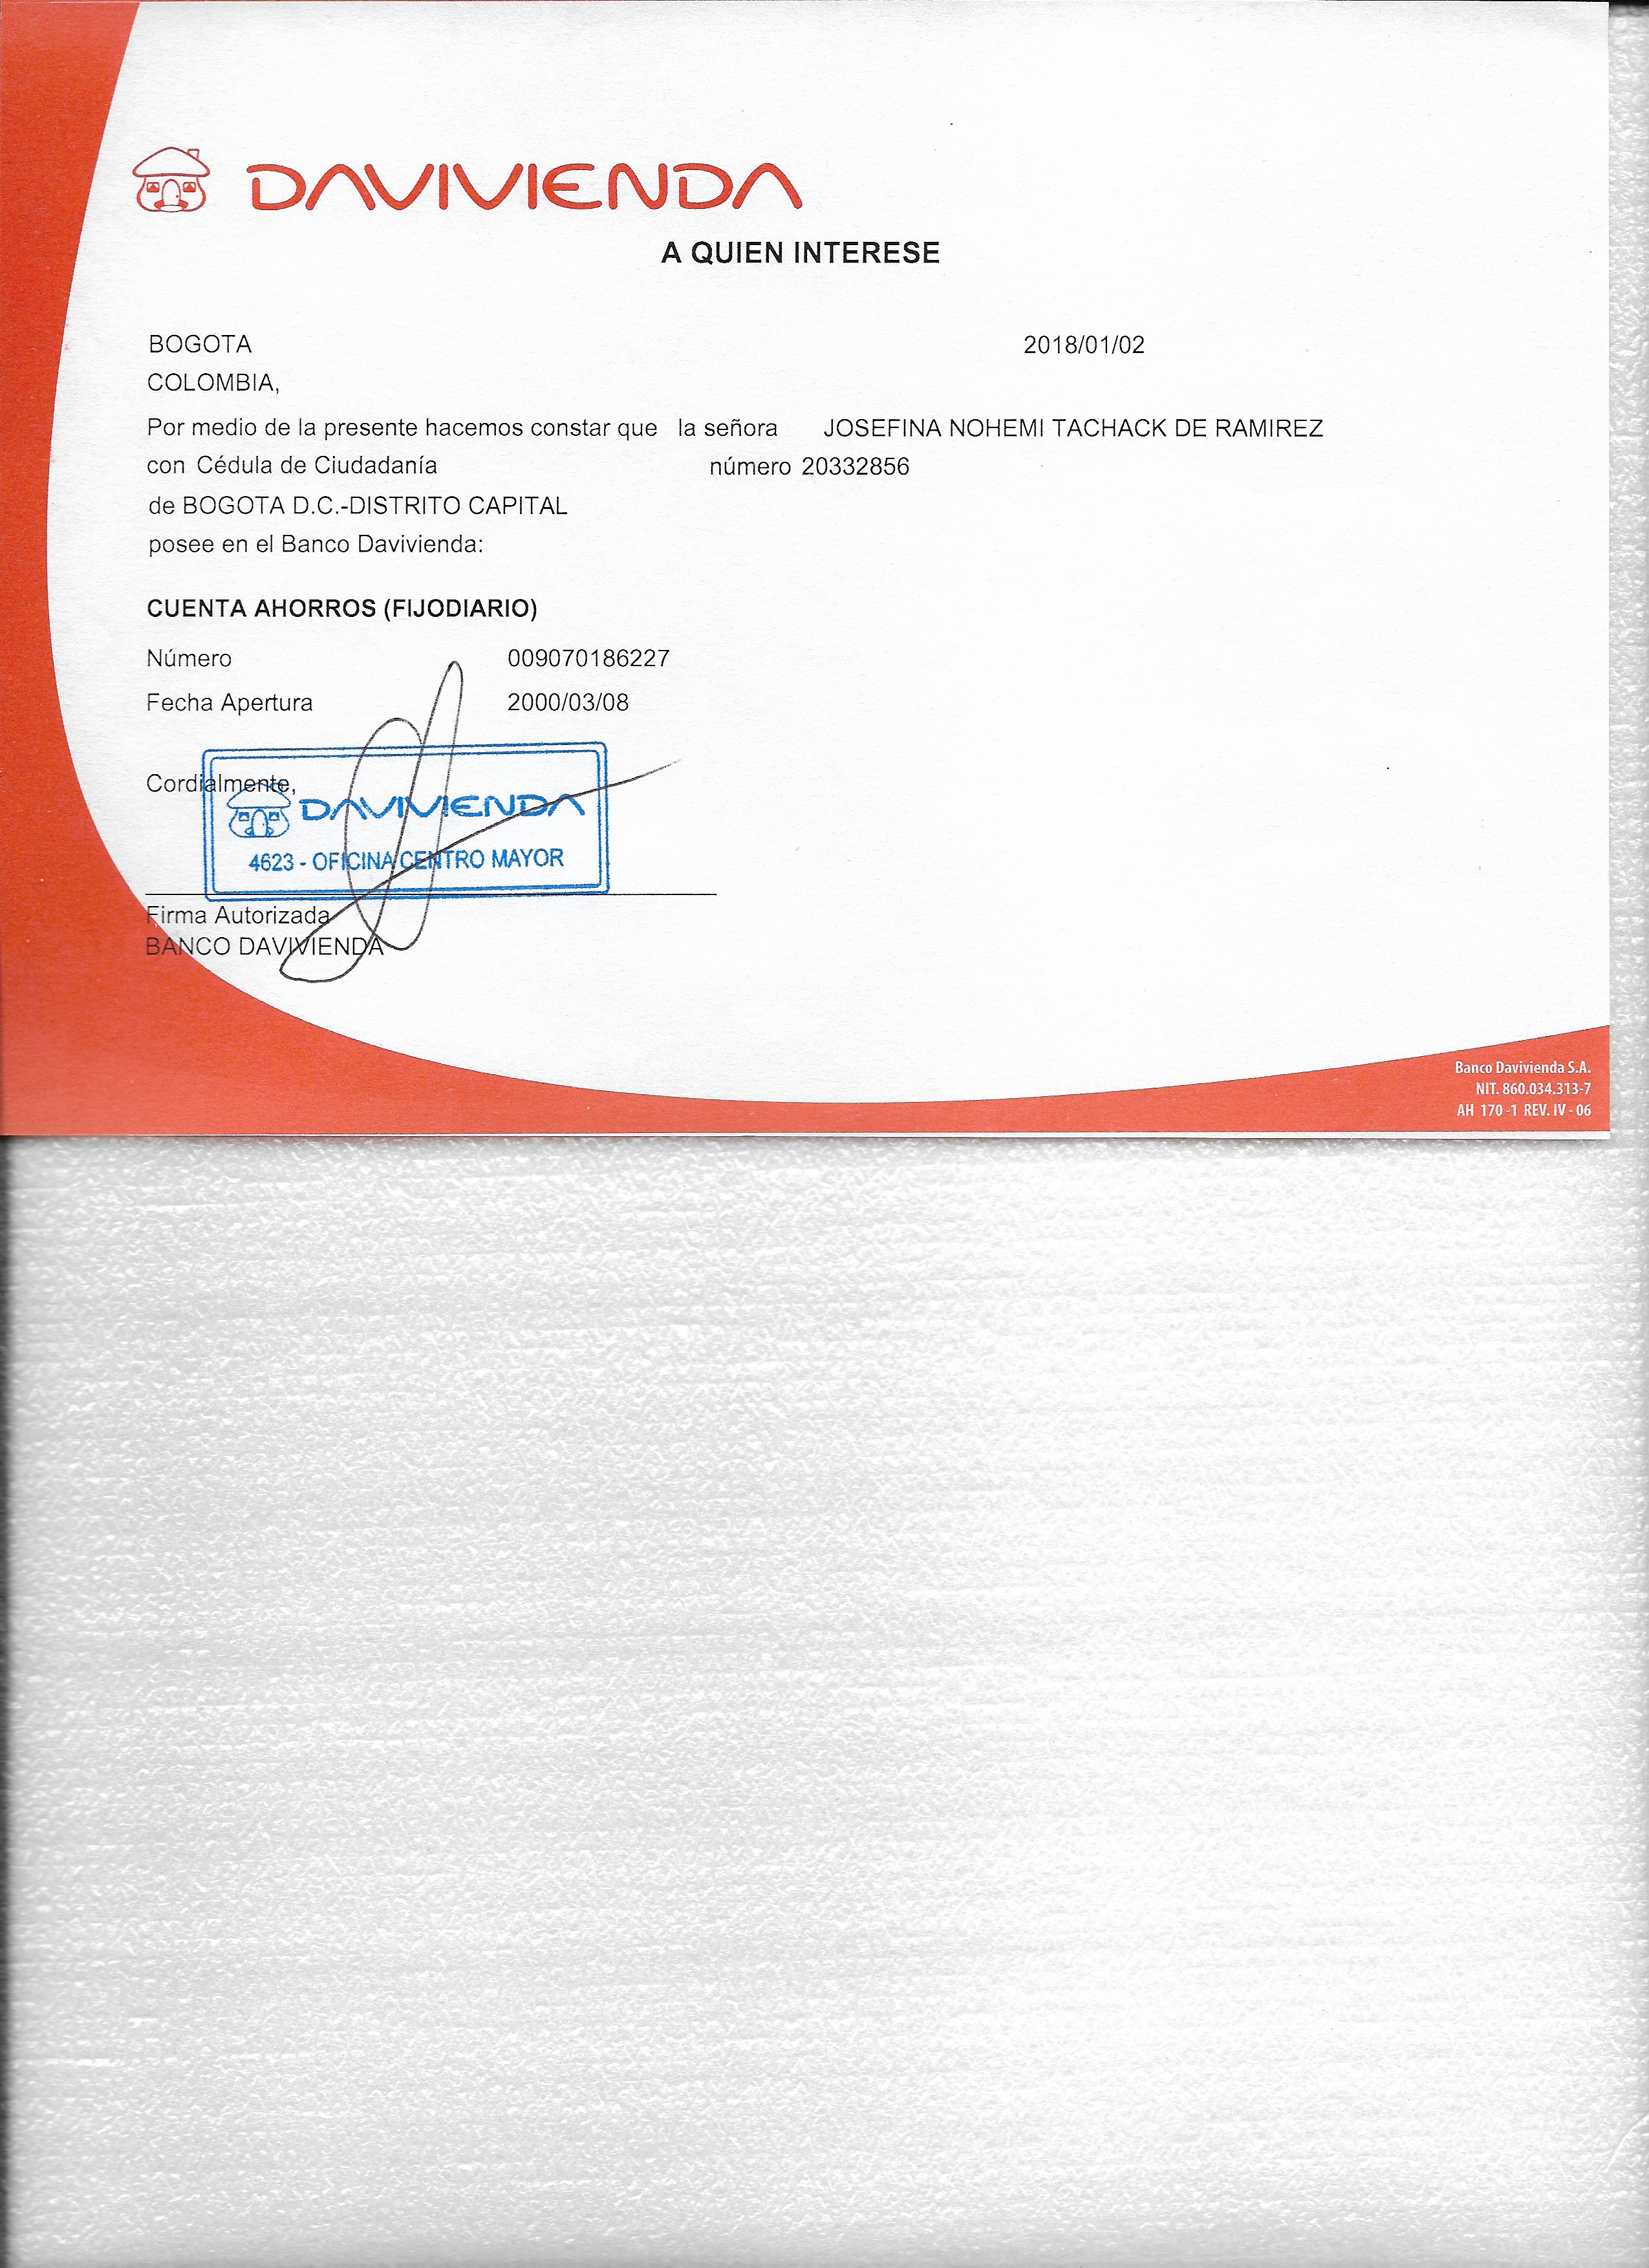 DAVIVIENDA
A QUIEN INTERESE
BOGOTA 2018/01/02
COLOMBIA,
Por medio de la presente hacemos constar que la señora JOSEFINA NOHEMI TACHACK DE RAMIREZ
con Cédula de Ciudadanía número 20332856
de BOGOTA D.C.-DISTRITO CAPITAL
posee en el Banco Davivienda:
CUENTA AHORROS (FIJODIARIO)
Número 009070186227
Fecha Apertura 2000/03/08
Cordialmente,
DAVIVIENDA
4623 - OFICINA CENTRO MAYOR
Firma Autorizada
BANCO DAVIVIENDA
Banco Davivienda S.A.
NIT. 860.034.313-7
AH 170-1 REV. IV - 06